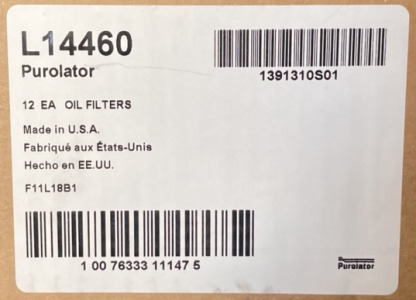 L14460
Purolator
1391310S01
12 EA OIL FILTERS
Made in U.S.A.
Fabriqué aux États-Unis
Hecho en EE.UU.
F11L18B1
1 00 76333 11147 5
Purolator